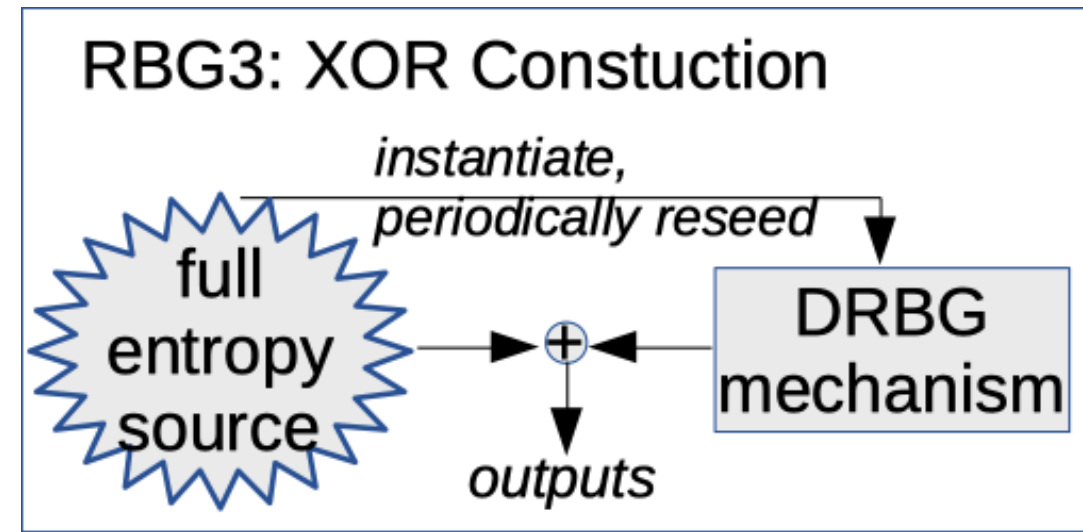 RBG3: XOR Constuction
instantiate,
periodically reseed
full
entropy
source
+
DRBG
mechanism
outputs